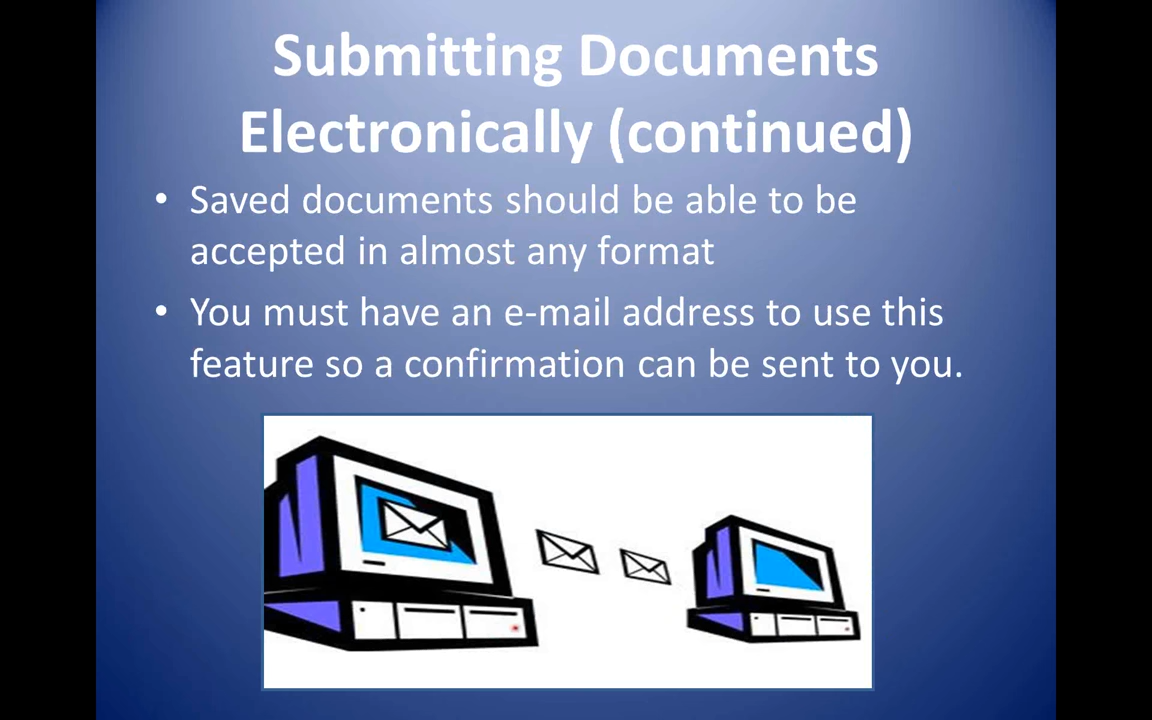 Submitting Documents
Electronically (continued)
• Saved documents should be able to be
accepted in almost any format
• You must have an e-mail address to use this
feature so a confirmation can be sent to you.